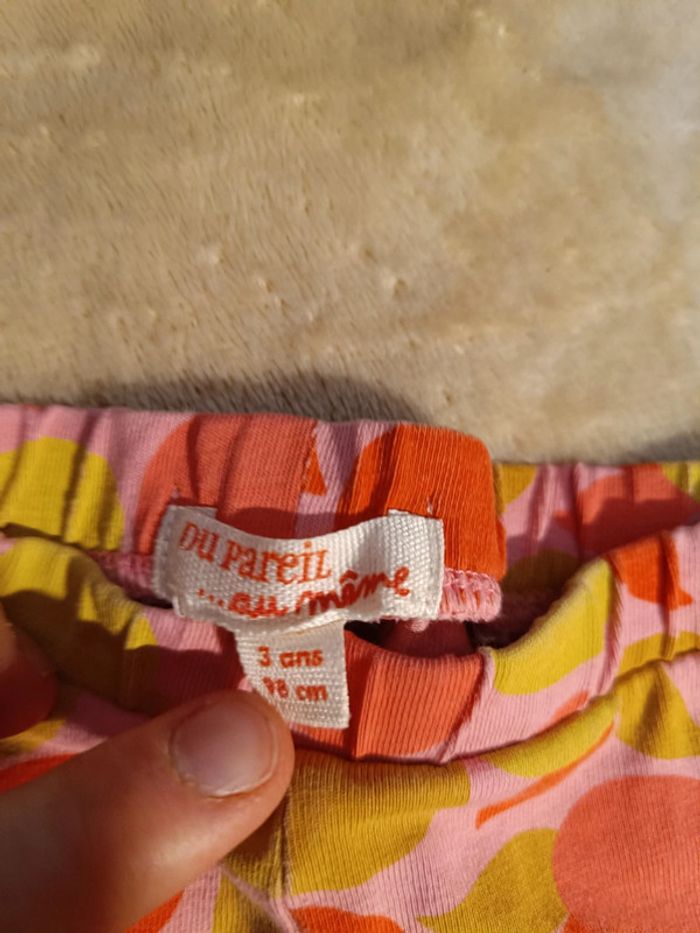 DU PAREIL
...au même
3 ans
98 cm